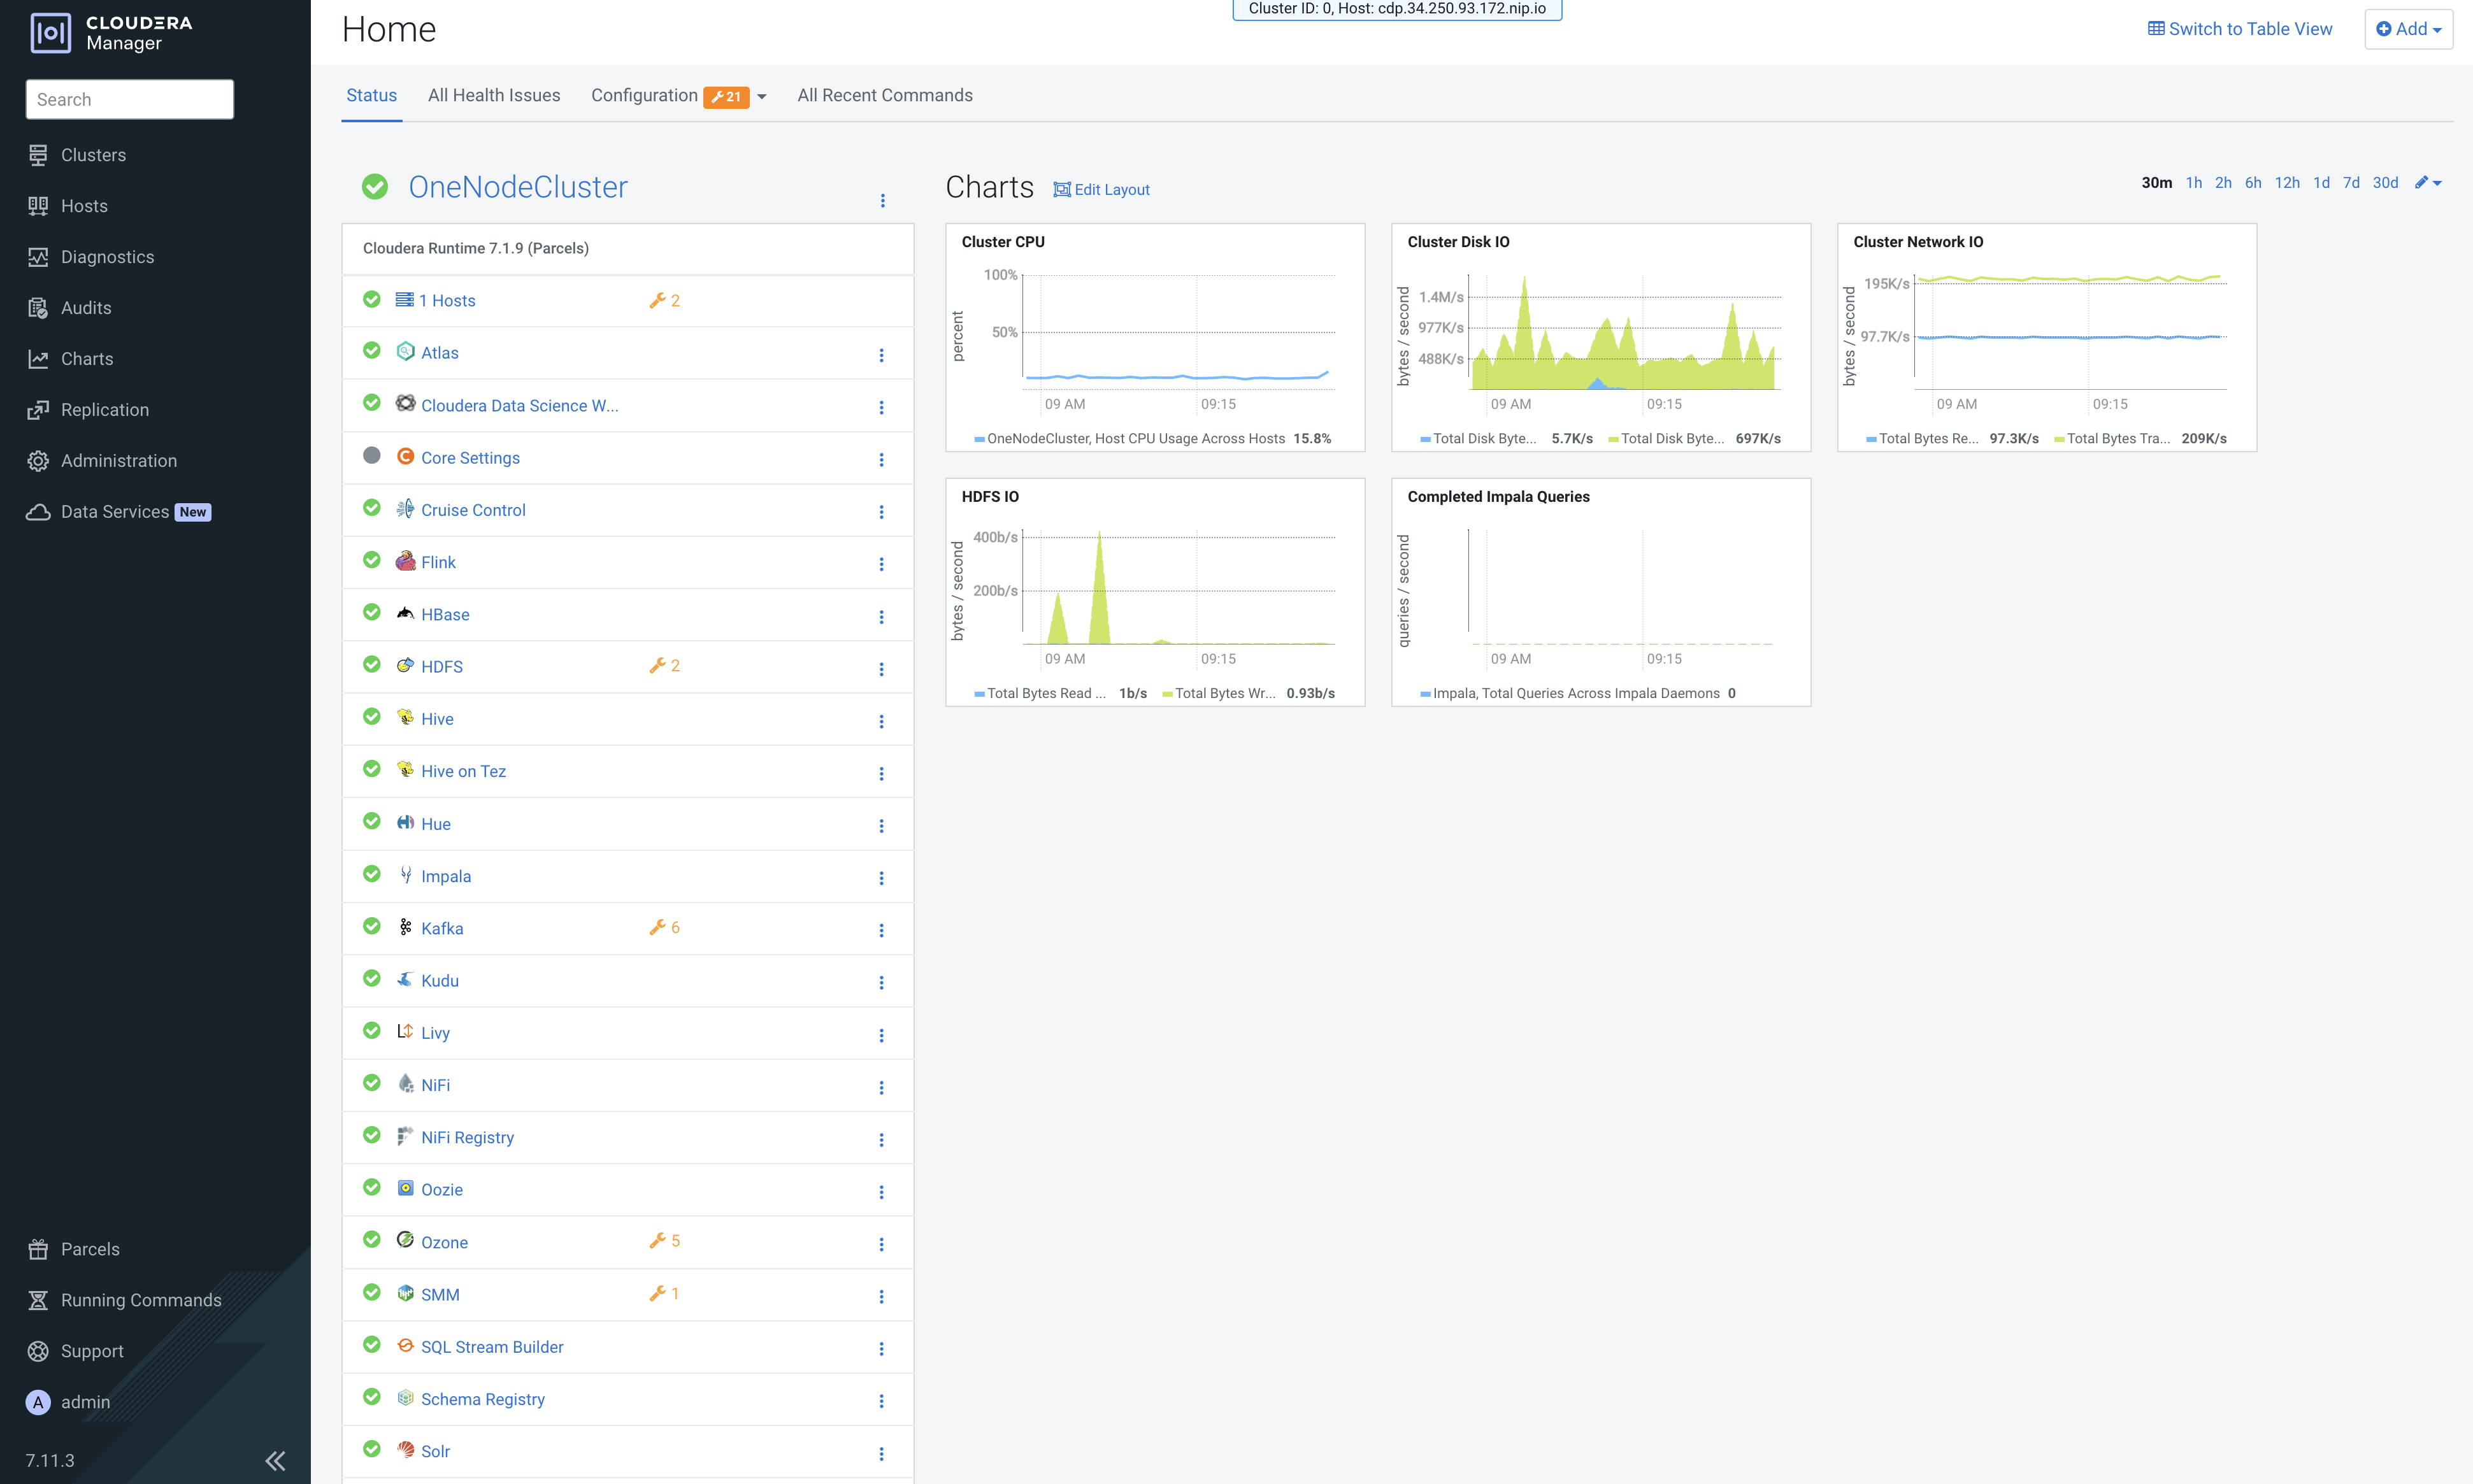 CLOUDERA
Manager
Search
Clusters
Hosts
Diagnostics
Audits
Charts
Replication
Administration
Data Services New
Parcels
Running Commands
Support
A admin
7.11.3
Cluster ID: 0, Host: cdp.34.250.93.172.nip.io
Home
Switch to Table View
Add
Status All Health Issues Configuration 21 All Recent Commands
OneNodeCluster
Cloudera Runtime 7.1.9 (Parcels)
1 Hosts 2
Atlas
Cloudera Data Science W...
Core Settings
Cruise Control
Flink
HBase
HDFS 2
Hive
Hive on Tez
Hue
Impala
Kafka 6
Kudu
Livy
NiFi
NiFi Registry
Oozie
Ozone 5
SMM 1
SQL Stream Builder
Schema Registry
Solr
Charts Edit Layout
30m 1h 2h 6h 12h 1d 7d 30d
Cluster CPU
percent
100%
50%
09 AM 09:15
OneNodeCluster, Host CPU Usage Across Hosts 15.8%
Cluster Disk IO
bytes / second
1.4M/s
977K/s
488K/s
09 AM 09:15
Total Disk Byte... 5.7K/s Total Disk Byte... 697K/s
Cluster Network IO
bytes / second
195K/s
97.7K/s
09 AM 09:15
Total Bytes Re... 97.3K/s Total Bytes Tra... 209K/s
HDFS IO
bytes / second
400b/s
200b/s
09 AM 09:15
Total Bytes Read ... 1b/s Total Bytes Wr... 0.93b/s
Completed Impala Queries
queries / second
09 AM 09:15
Impala, Total Queries Across Impala Daemons 0